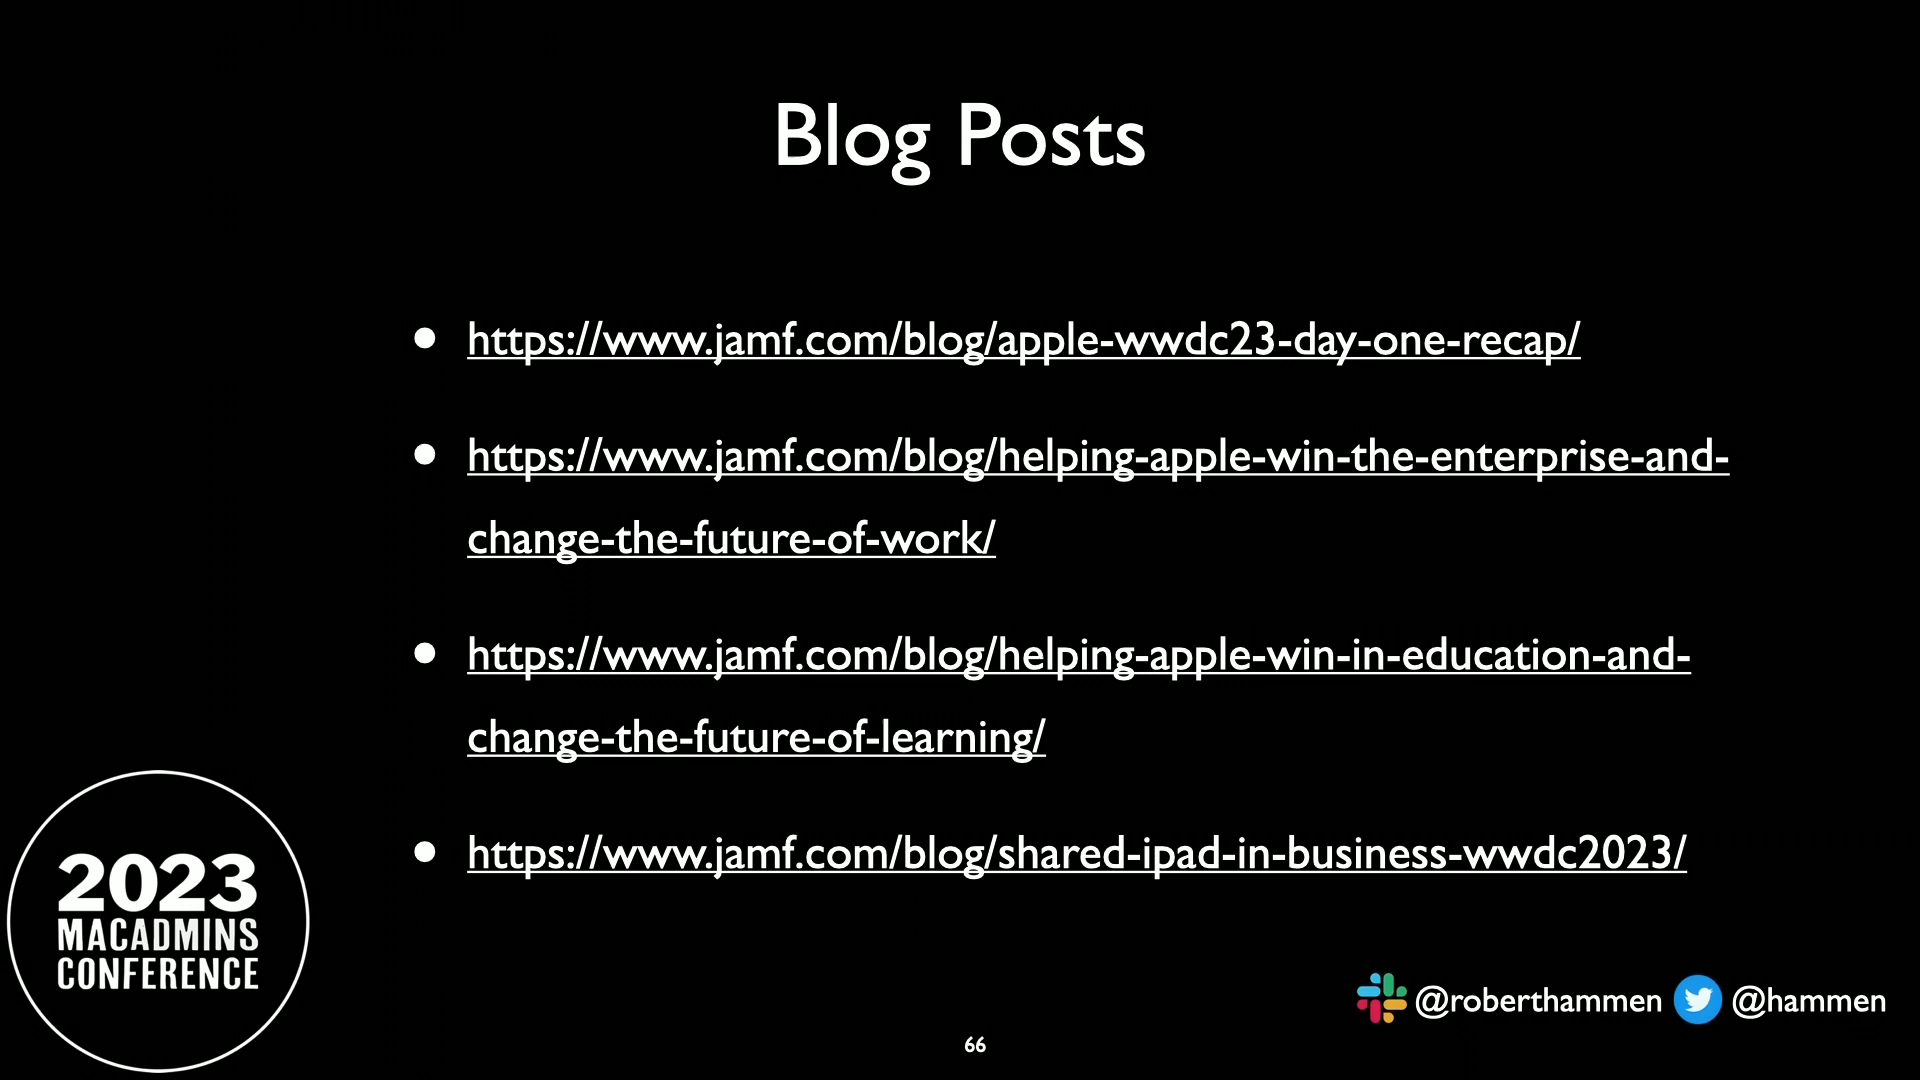 Blog Posts
• https://www.jamf.com/blog/apple-wwdc23-day-one-recap/
• https://www.jamf.com/blog/helping-apple-win-the-enterprise-and-
change-the-future-of-work/
• https://www.jamf.com/blog/helping-apple-win-in-education-and-
change-the-future-of-learning/
• https://www.jamf.com/blog/shared-ipad-in-business-wwdc2023/
2023
MACADMINS
CONFERENCE
@roberthammen @hammen
66